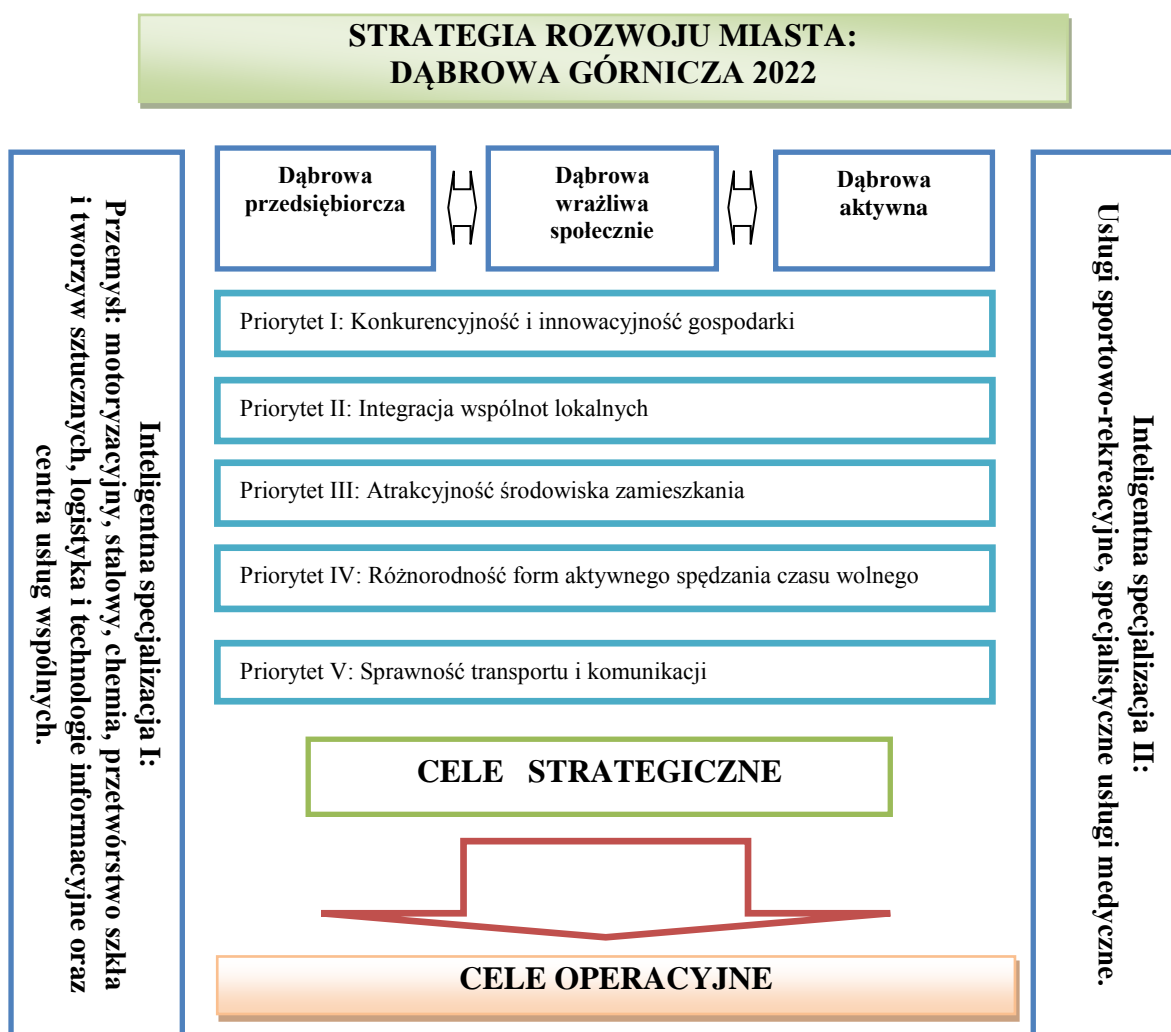 STRATEGIA ROZWOJU MIASTA:
DĄBROWA GÓRNICZA 2022
Inteligentna specjalizacja I:
Przemysł: motoryzacyjny, stalowy, chemia, przetwórstwo szkła
i tworzyw sztucznych, logistyka i technologie informacyjne oraz
centra usług wspólnych.
Dąbrowa
przedsiębiorcza
Dąbrowa
wrażliwa
społecznie
Dąbrowa
aktywna
Priorytet I: Konkurencyjność i innowacyjność gospodarki
Priorytet II: Integracja wspólnot lokalnych
Priorytet III: Atrakcyjność środowiska zamieszkania
Priorytet IV: Różnorodność form aktywnego spędzania czasu wolnego
Priorytet V: Sprawność transportu i komunikacji
CELE STRATEGICZNE
CELE OPERACYJNE
Inteligentna specjalizacja II:
Usługi sportowo-rekreacyjne, specjalistyczne usługi medyczne.